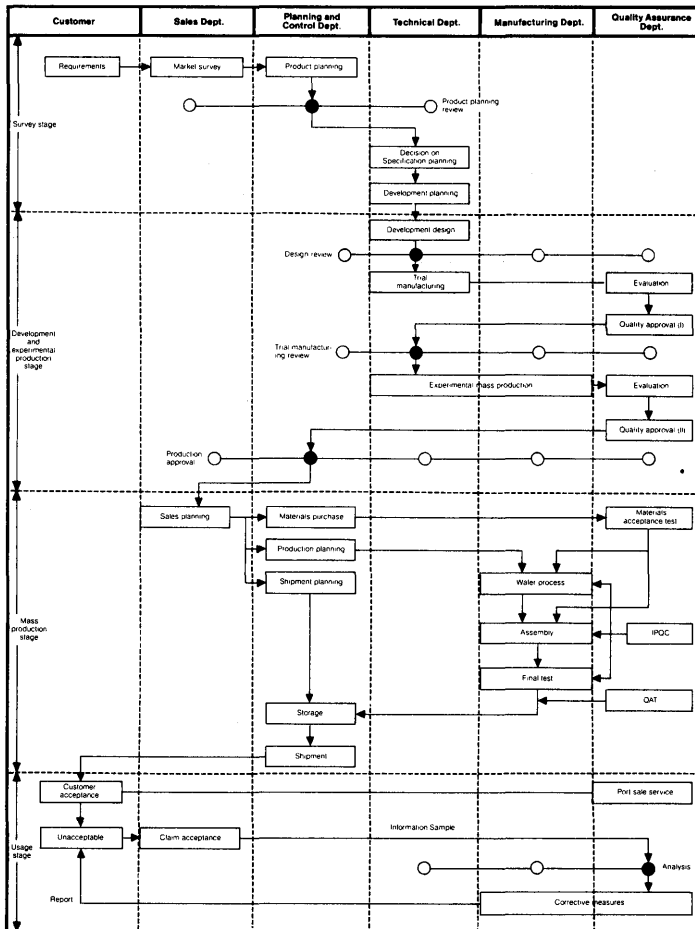 Customer
Sales Dept.
Planning and
Control Dept.
Technical Dept.
Manufacturing Dept.
Quality Assurance
Dept.
Survey stage
Requirements
Market survey
Product planning
Product planning
review
Decision on
Specification planning
Development planning
Development
and
experimental
production
stage
Development design
Design review
Trial
manufacturing
Evaluation
Quality approval (I)
Trial manufactur-
ing review
Experimental mass production
Evaluation
Quality approval (II)
Production
approval
Mass
production
stage
Sales planning
Materials purchase
Materials
acceptance test
Production planning
Shipment planning
Wafer process
Assembly
IPQC
Final test
QAT
Storage
Shipment
Usage
stage
Customer
acceptance
Port sale service
Unacceptable
Claim acceptance
Information Sample
Analysis
Report
Corrective measures